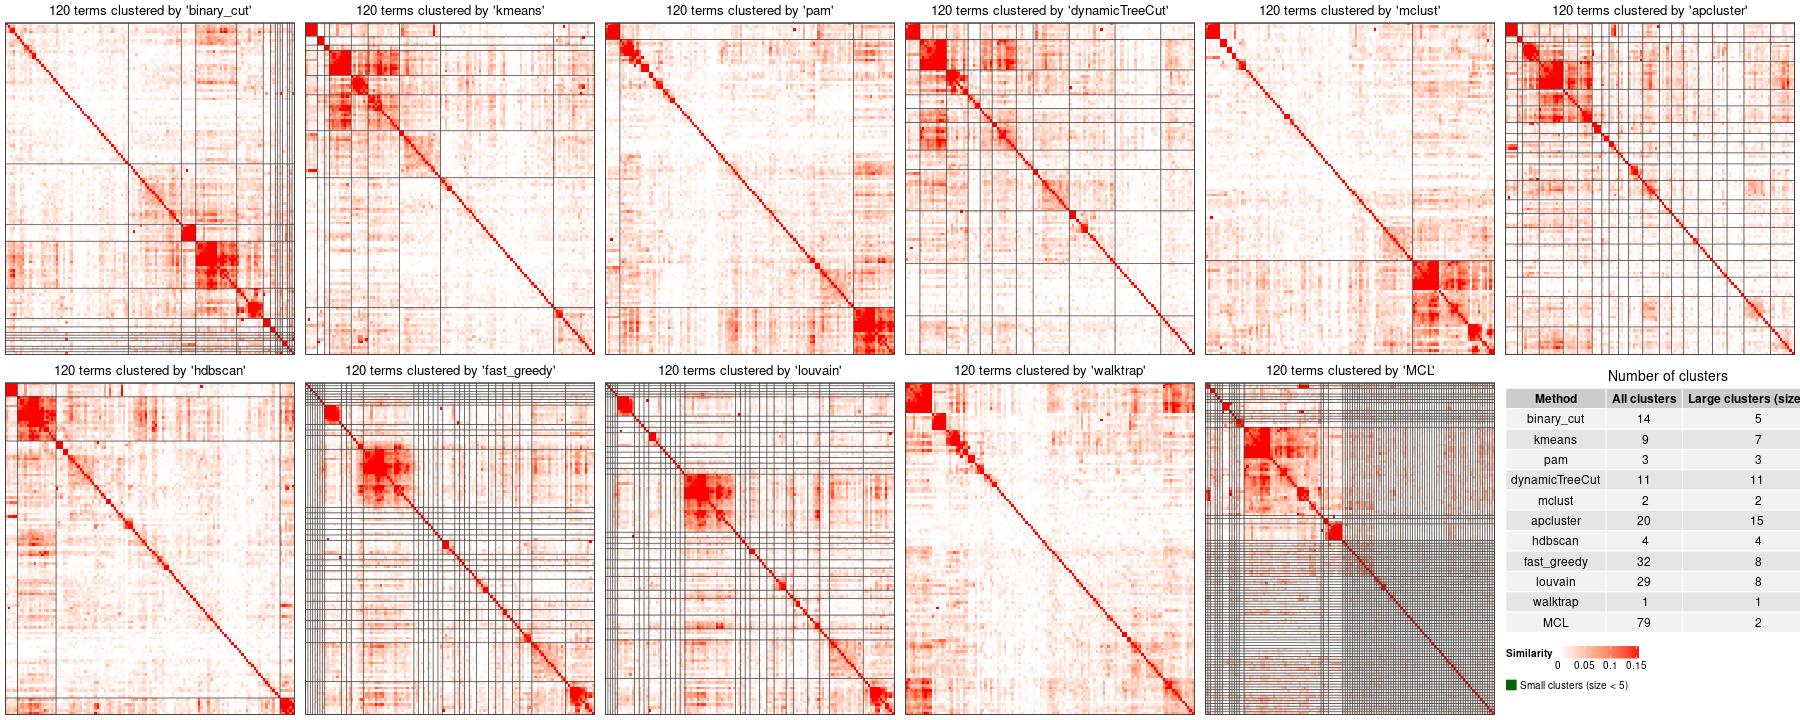 120 terms clustered by 'binary_cut'
120 terms clustered by 'kmeans'
120 terms clustered by 'pam'
120 terms clustered by 'dynamicTreeCut'
120 terms clustered by 'mclust'
120 terms clustered by 'apcluster'
120 terms clustered by 'hdbscan'
120 terms clustered by 'fast_greedy'
120 terms clustered by 'louvain'
120 terms clustered by 'walktrap'
120 terms clustered by 'MCL'
Number of clusters
Method All clusters Large clusters (size
binary_cut 14 5
kmeans 9 7
pam 3 3
dynamicTreeCut 11 11
mclust 2 2
apcluster 20 15
hdbscan 4 4
fast_greedy 32 8
louvain 29 8
walktrap 1 1
MCL 79 2
Similarity
0 0.05 0.1 0.15
Small clusters (size < 5)